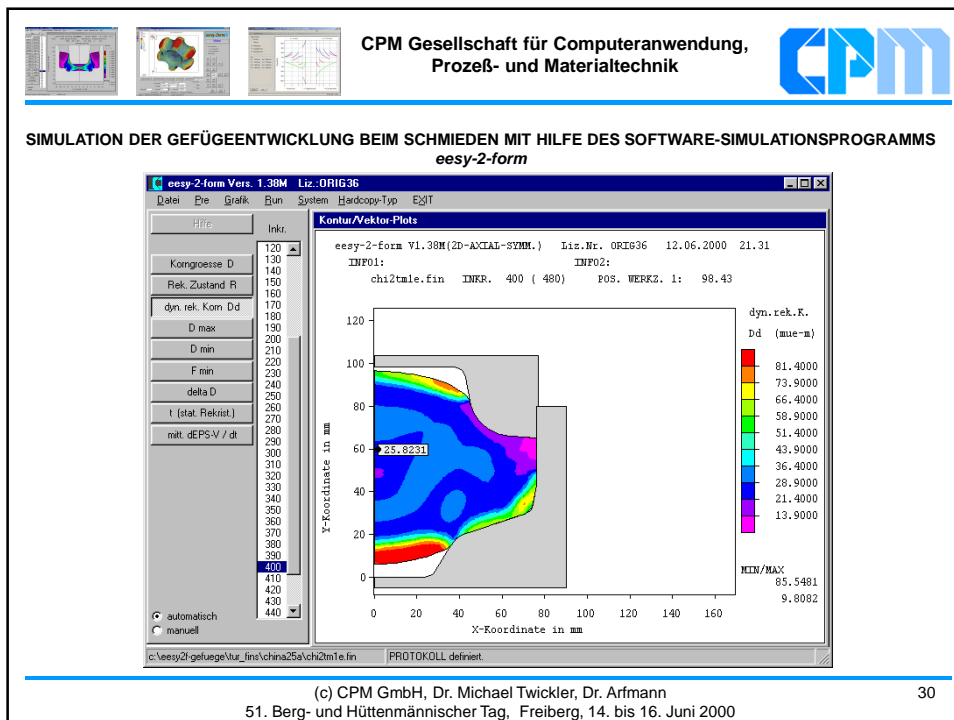 CPM Gesellschaft für Computeranwendung,
Prozeß- und Materialtechnik
CPM
SIMULATION DER GEFÜGEENTWICKLUNG BEIM SCHMIEDEN MIT HILFE DES SOFTWARE-SIMULATIONSPROGRAMMS
eesy-2-form
eesy-2-form Vers. 1.38M Liz.:ORIG36
Datei Pre Grafik Run System Hardcopy-Typ EXIT
Hilfe
Inkr.
Korngroesse D
Rek. Zustand R
dyn. rek. Korn Dd
D max
D min
F min
delta D
t (stat. Rekrist.)
mitt. dEPS-V / dt
120
130
140
150
160
170
180
190
200
210
220
230
240
250
260
270
280
290
300
310
320
330
340
350
360
370
380
390
400
410
420
430
440
automatisch
manuell
Kontur/Vektor-Plots
eesy-2-form V1.38M(2D-AXIAL-SYMM.) Liz.Nr. ORIG36 12.06.2000 21.31
INFO1: INFO2:
chi2tm1e.fin INKR. 400 ( 480) POS. WERKZ. 1: 98.43
120
100
80
60
40
20
0
Y-Koordinate in mm
25.8231
0 20 40 60 80 100 120 140 160
X-Koordinate in mm
dyn.rek.K.
Dd (mue-m)
81.4000
73.9000
66.4000
58.9000
51.4000
43.9000
36.4000
28.9000
21.4000
13.9000
MIN/MAX
85.5481
9.8082
c:\eesy2f-gefuege\tur_fins\china25a\chi2tm1e.fin PROTOKOLL definiert.
(c) CPM GmbH, Dr. Michael Twickler, Dr. Arfmann
51. Berg- und Hüttenmännischer Tag, Freiberg, 14. bis 16. Juni 2000
30